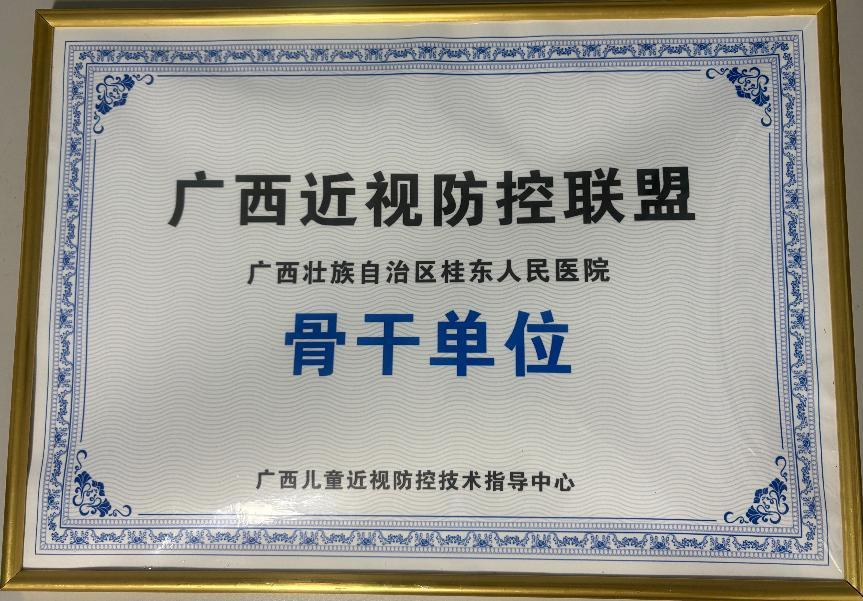 广西近视防控联盟
广西壮族自治区桂东人民医院
骨干单位
广西儿童近视防控技术指导中心